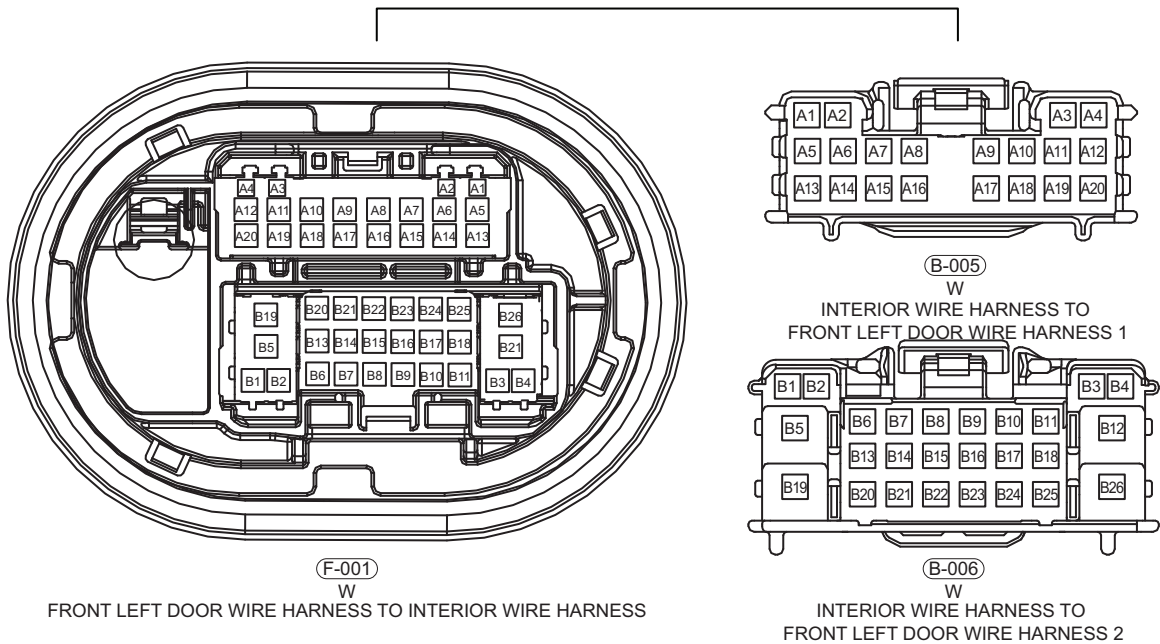 A4 A3 A2 A1
A12 A11 A10 A9 A8 A7 A6 A5
A20 A19 A18 A17 A16 A15 A14 A13
B19 B20 B21 B22 B23 B24 B25 B26
B5 B13 B14 B15 B16 B17 B18 B21
B1 B2 B6 B7 B8 B9 B10 B11 B3 B4
F-001
W
FRONT LEFT DOOR WIRE HARNESS TO INTERIOR WIRE HARNESS
A1 A2 A3 A4
A5 A6 A7 A8 A9 A10 A11 A12
A13 A14 A15 A16 A17 A18 A19 A20
B-005
W
INTERIOR WIRE HARNESS TO
FRONT LEFT DOOR WIRE HARNESS 1
B1 B2 B3 B4
B5 B6 B7 B8 B9 B10 B11 B12
B13 B14 B15 B16 B17 B18
B19 B20 B21 B22 B23 B24 B25 B26
B-006
W
INTERIOR WIRE HARNESS TO
FRONT LEFT DOOR WIRE HARNESS 2